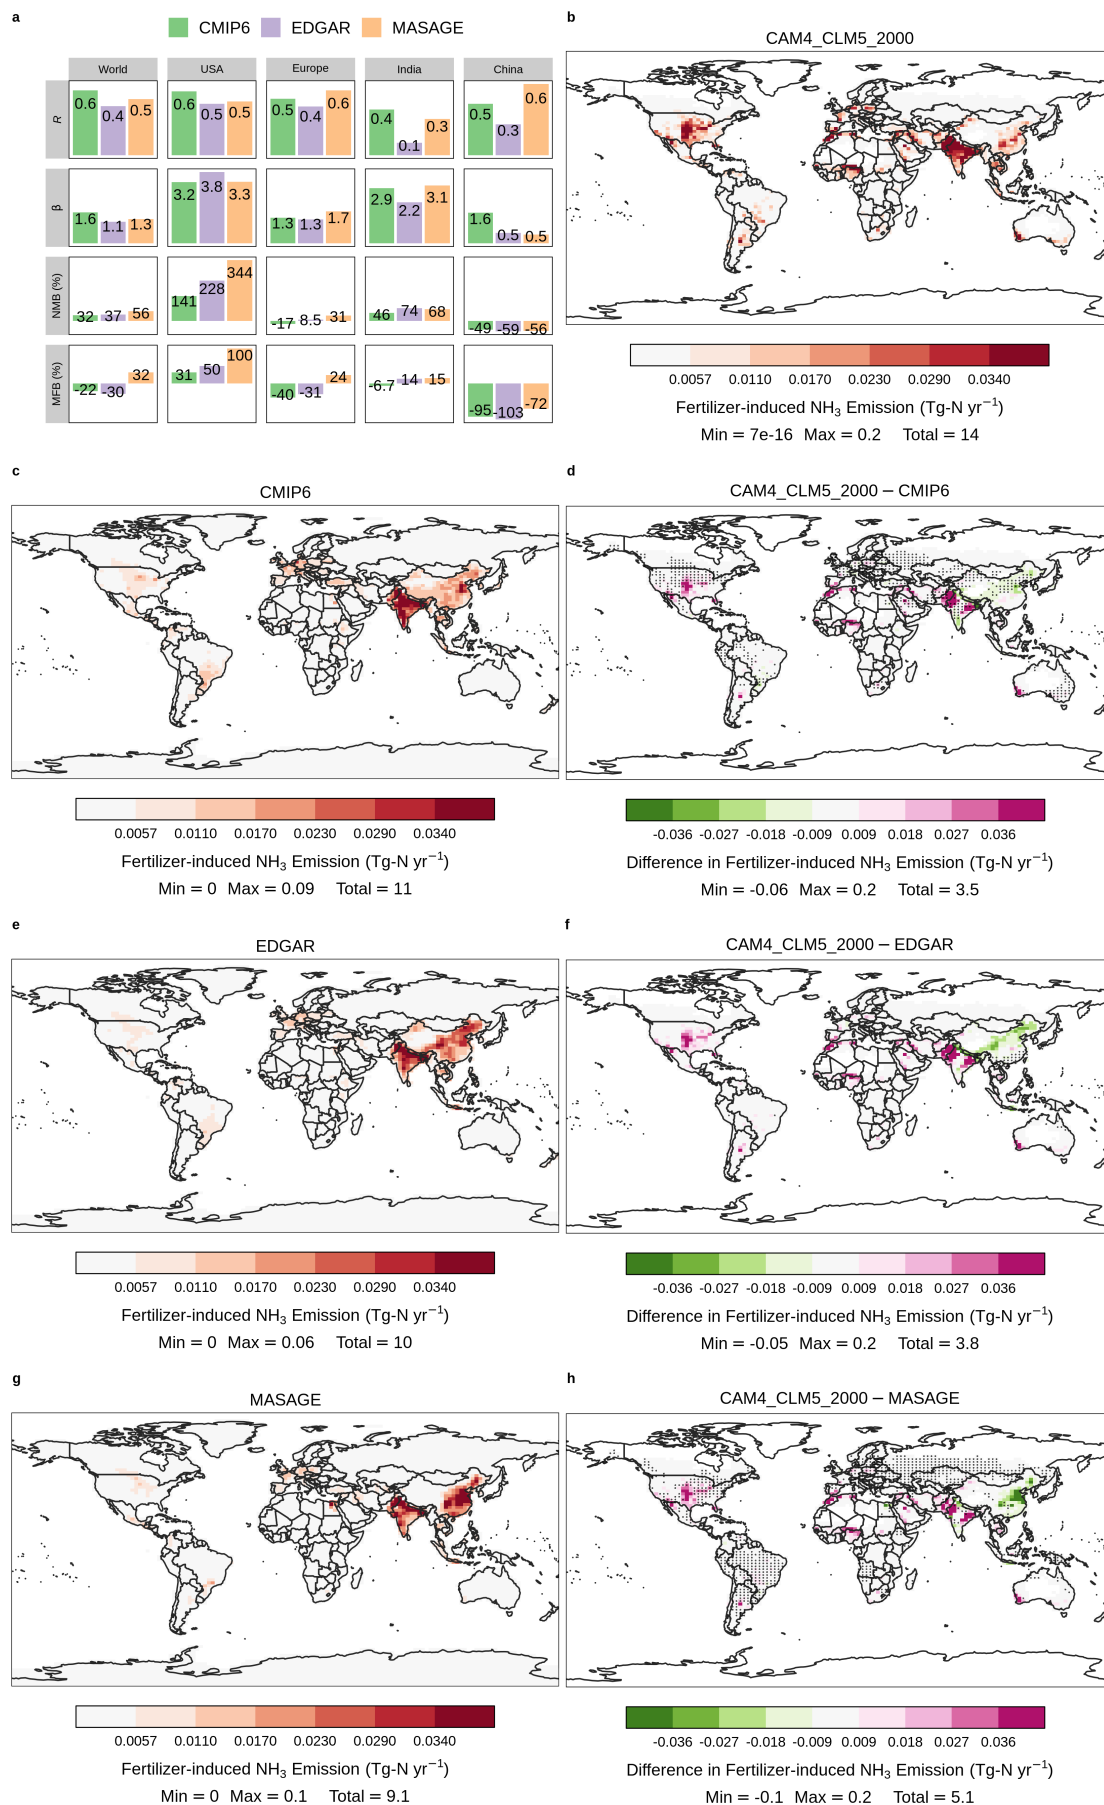 a
CMIP6 EDGAR MASAGE
World USA Europe India China
R
0.6 0.4 0.5 0.6 0.5 0.5 0.5 0.4 0.6 0.4 0.1 0.3 0.5 0.3 0.6
β
1.6 1.1 1.3 3.2 3.8 3.3 1.3 1.3 1.7 2.9 2.2 3.1 1.6 0.5 0.5
NMB (%)
32 37 56 141 228 344 -17 8.5 31 46 74 68 -49 -59 -56
MFB (%)
-22 -30 32 31 50 100 -40 -31 24 -6.7 14 15 -95 -103 -72
b
CAM4_CLM5_2000
0.0057 0.0110 0.0170 0.0230 0.0290 0.0340
Fertilizer-induced NH₃ Emission (Tg-N yr⁻¹)
Min = 7e-16 Max = 0.2 Total = 14
c
CMIP6
0.0057 0.0110 0.0170 0.0230 0.0290 0.0340
Fertilizer-induced NH₃ Emission (Tg-N yr⁻¹)
Min = 0 Max = 0.09 Total = 11
d
CAM4_CLM5_2000 − CMIP6
-0.036 -0.027 -0.018 -0.009 0.009 0.018 0.027 0.036
Difference in Fertilizer-induced NH₃ Emission (Tg-N yr⁻¹)
Min = -0.06 Max = 0.2 Total = 3.5
e
EDGAR
0.0057 0.0110 0.0170 0.0230 0.0290 0.0340
Fertilizer-induced NH₃ Emission (Tg-N yr⁻¹)
Min = 0 Max = 0.06 Total = 10
f
CAM4_CLM5_2000 − EDGAR
-0.036 -0.027 -0.018 -0.009 0.009 0.018 0.027 0.036
Difference in Fertilizer-induced NH₃ Emission (Tg-N yr⁻¹)
Min = -0.05 Max = 0.2 Total = 3.8
g
MASAGE
0.0057 0.0110 0.0170 0.0230 0.0290 0.0340
Fertilizer-induced NH₃ Emission (Tg-N yr⁻¹)
Min = 0 Max = 0.1 Total = 9.1
h
CAM4_CLM5_2000 − MASAGE
-0.036 -0.027 -0.018 -0.009 0.009 0.018 0.027 0.036
Difference in Fertilizer-induced NH₃ Emission (Tg-N yr⁻¹)
Min = -0.1 Max = 0.2 Total = 5.1